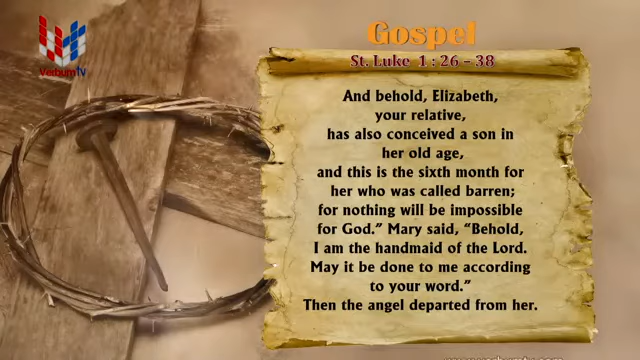 VerbumTV
Gospel
St. Luke 1 : 26 – 38
And behold, Elizabeth,
your relative,
has also conceived a son in
her old age,
and this is the sixth month for
her who was called barren;
for nothing will be impossible
for God.” Mary said, “Behold,
I am the handmaid of the Lord.
May it be done to me according
to your word.”
Then the angel departed from her.